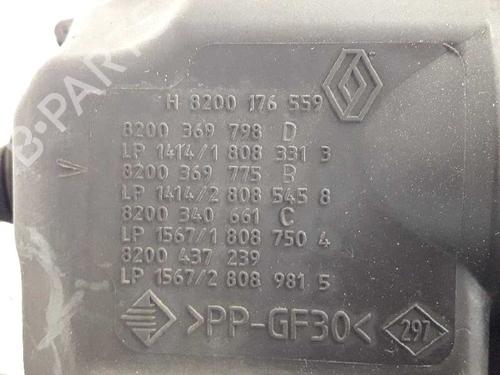 H 8200 176 559
8200 369 798 D
LP 1414/1 808 331 3
8200 369 775 B
LP 1414/2 808 545 8
8200 340 661 C
LP 1567/1 808 750 4
8200 437 239
LP 1567/2 808 981 5
>PP-GF30< 297
B-PARTS